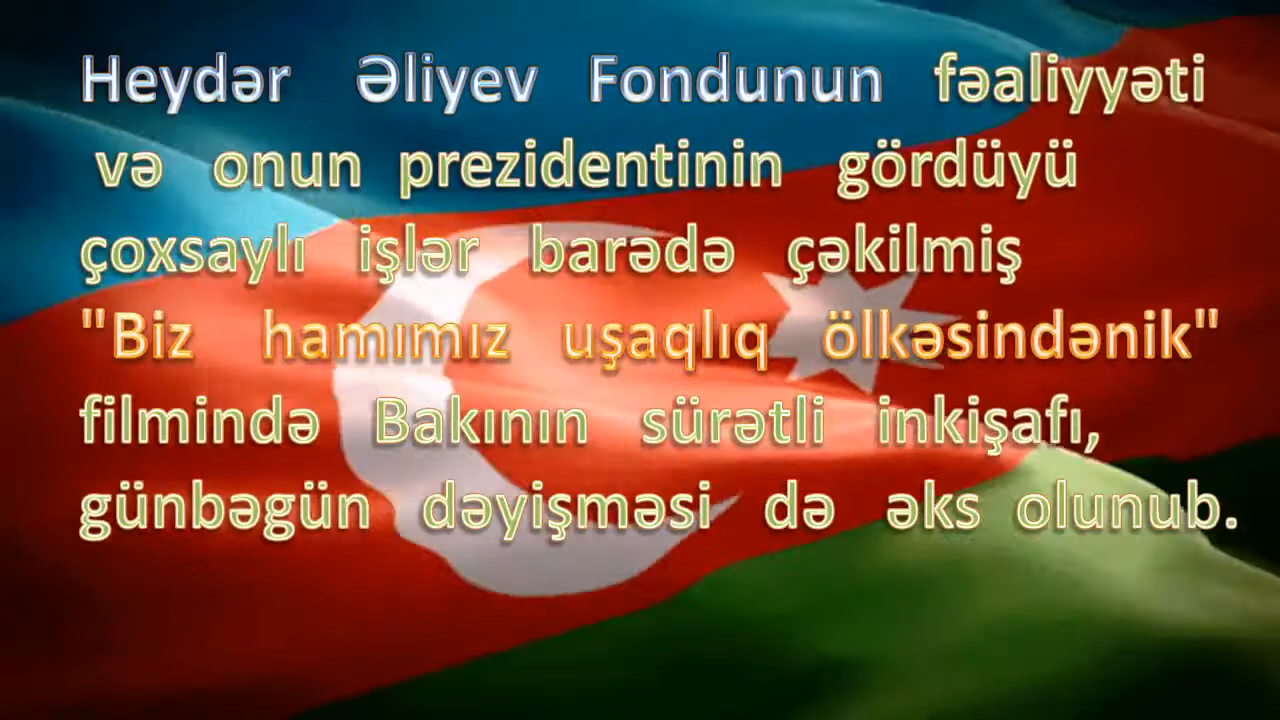 Heydər Əliyev Fondunun fəaliyyəti
və onun prezidentinin gördüyü
çoxsaylı işlər barədə çəkilmiş
"Biz hamımız uşaqlıq ölkəsindənik"
filmində Bakının sürətli inkişafı,
günbəgün dəyişməsi də əks olunub.